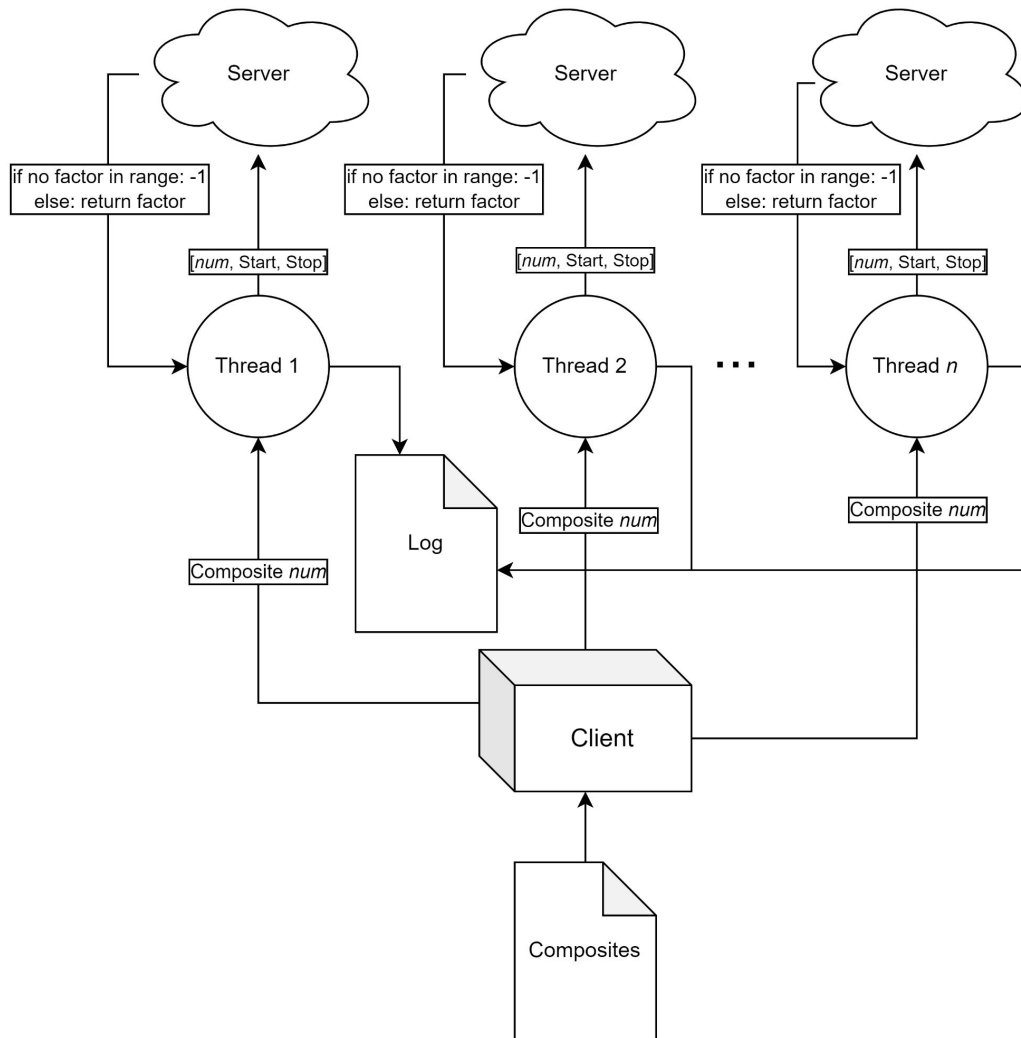 Server
Server
Server
if no factor in range: -1
else: return factor
if no factor in range: -1
else: return factor
if no factor in range: -1
else: return factor
[num, Start, Stop]
[num, Start, Stop]
[num, Start, Stop]
Thread 1
Thread 2
...
Thread n
Composite num
Composite num
Log
Composite num
Client
Composites